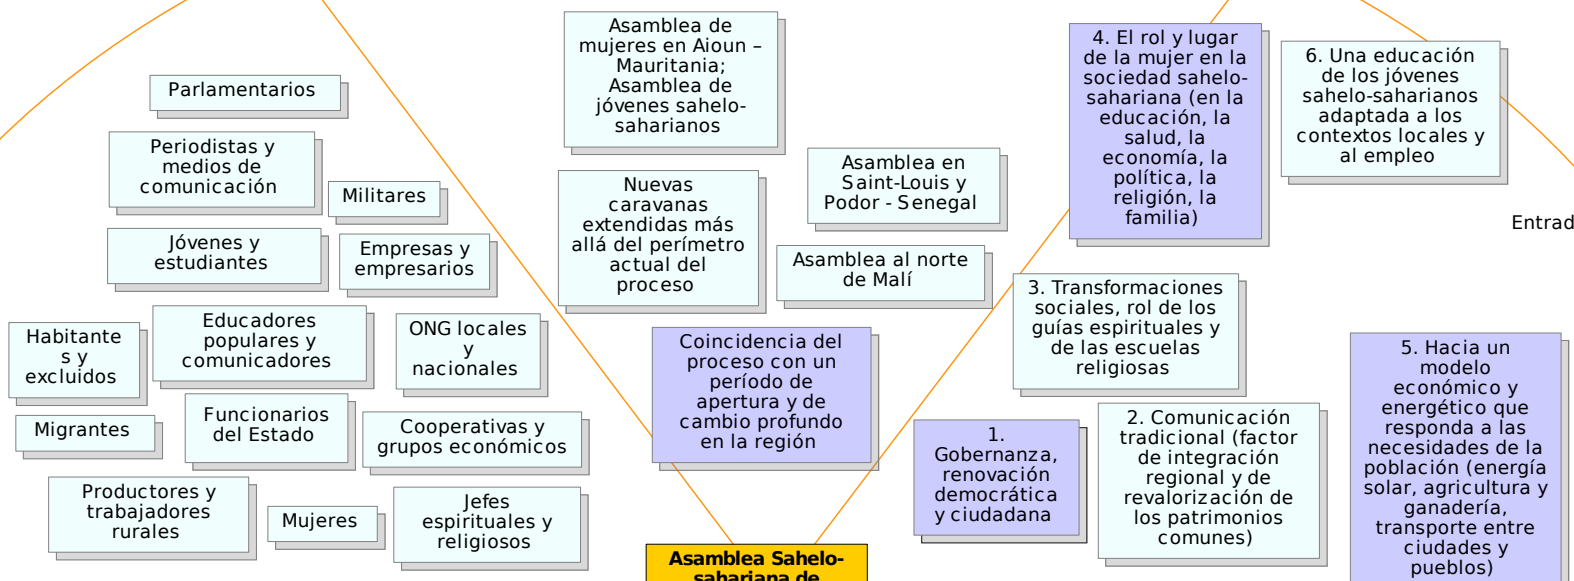 Parlamentarios
Periodistas y
medios de
comunicación
Militares
Jóvenes y
estudiantes
Empresas y
empresarios
Habitante
s y
excluidos
Educadores
populares y
comunicadores
ONG locales
y
nacionales
Migrantes
Funcionarios
del Estado
Cooperativas y
grupos económicos
Productores y
trabajadores
rurales
Mujeres
Jefes
espirituales y
religiosos
Asamblea de
mujeres en Aioun –
Mauritania;
Asamblea de
jóvenes sahelo-
saharianos
Nuevas
caravanas
extendidas más
allá del perímetro
actual del
proceso
Asamblea en
Saint-Louis y
Podor - Senegal
Asamblea al norte
de Malí
Coincidencia del
proceso con un
período de
apertura y de
cambio profundo
en la región
Asamblea Sahelo-
sahariana de
4. El rol y lugar
de la mujer en la
sociedad sahelo-
sahariana (en la
educación, la
salud, la
economía, la
política, la
religión, la
familia)
6. Una educación
de los jóvenes
sahelo-saharianos
adaptada a los
contextos locales y
al empleo
Entrad
3. Transformaciones
sociales, rol de los
guías espirituales y
de las escuelas
religiosas
1.
Gobernanza,
renovación
democrática
y ciudadana
2. Comunicación
tradicional (factor
de integración
regional y de
revalorización de
los patrimonios
comunes)
5. Hacia un
modelo
económico y
energético que
responda a las
necesidades de la
población (energía
solar, agricultura y
ganadería,
transporte entre
ciudades y
pueblos)